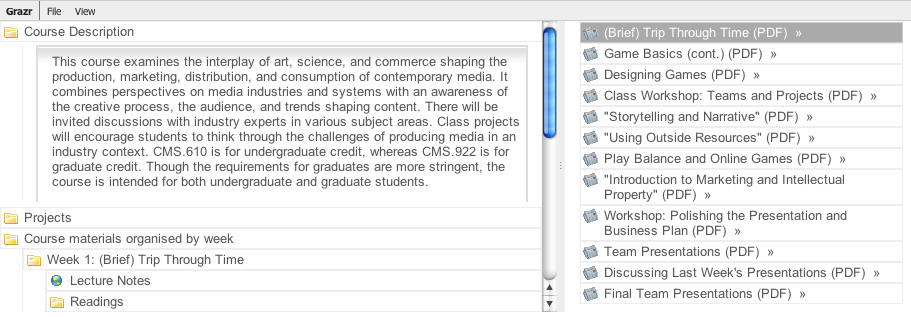 Grazr File View
Course Description
This course examines the interplay of art, science, and commerce shaping the
production, marketing, distribution, and consumption of contemporary media. It
combines perspectives on media industries and systems with an awareness of
the creative process, the audience, and trends shaping content. There will be
invited discussions with industry experts in various subject areas. Class projects
will encourage students to think through the challenges of producing media in an
industry context. CMS.610 is for undergraduate credit, whereas CMS.922 is for
graduate credit. Though the requirements for graduates are more stringent, the
course is intended for both undergraduate and graduate students.
Projects
Course materials organised by week
Week 1: (Brief) Trip Through Time
Lecture Notes
Readings
(Brief) Trip Through Time (PDF) »
Game Basics (cont.) (PDF) »
Designing Games (PDF) »
Class Workshop: Teams and Projects (PDF) »
"Storytelling and Narrative" (PDF) »
"Using Outside Resources" (PDF) »
Play Balance and Online Games (PDF) »
"Introduction to Marketing and Intellectual
Property" (PDF) »
Workshop: Polishing the Presentation and
Business Plan (PDF) »
Team Presentations (PDF) »
Discussing Last Week's Presentations (PDF) »
Final Team Presentations (PDF) »